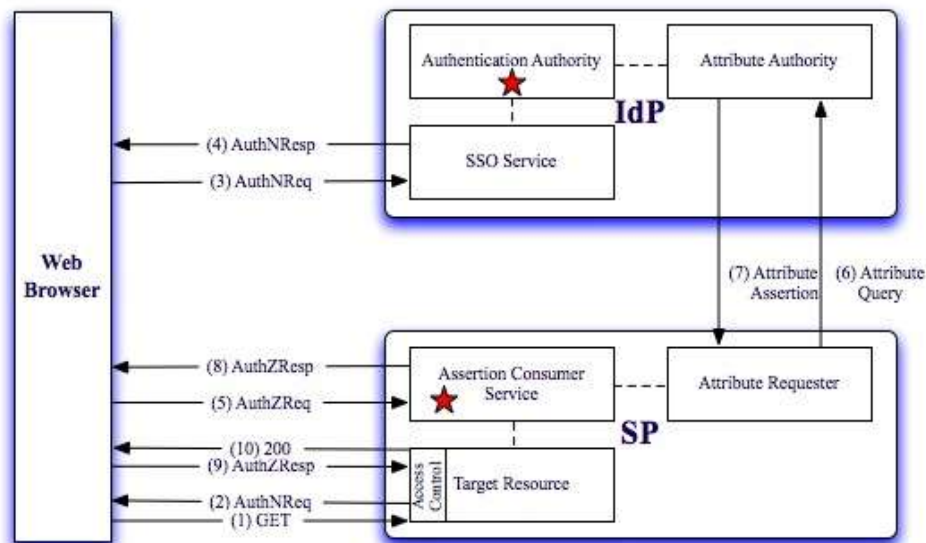 Authentication Authority
Attribute Authority
IdP
(4) AuthNResp
SSO Service
(3) AuthNReq
Web
Browser
(7) Attribute
Assertion
(6) Attribute
Query
(8) AuthZResp
Assertion Consumer
Service
Attribute Requester
(5) AuthZReq
SP
(10) 200
(9) AuthZResp
Access
Control
Target Resource
(2) AuthNReq
(1) GET